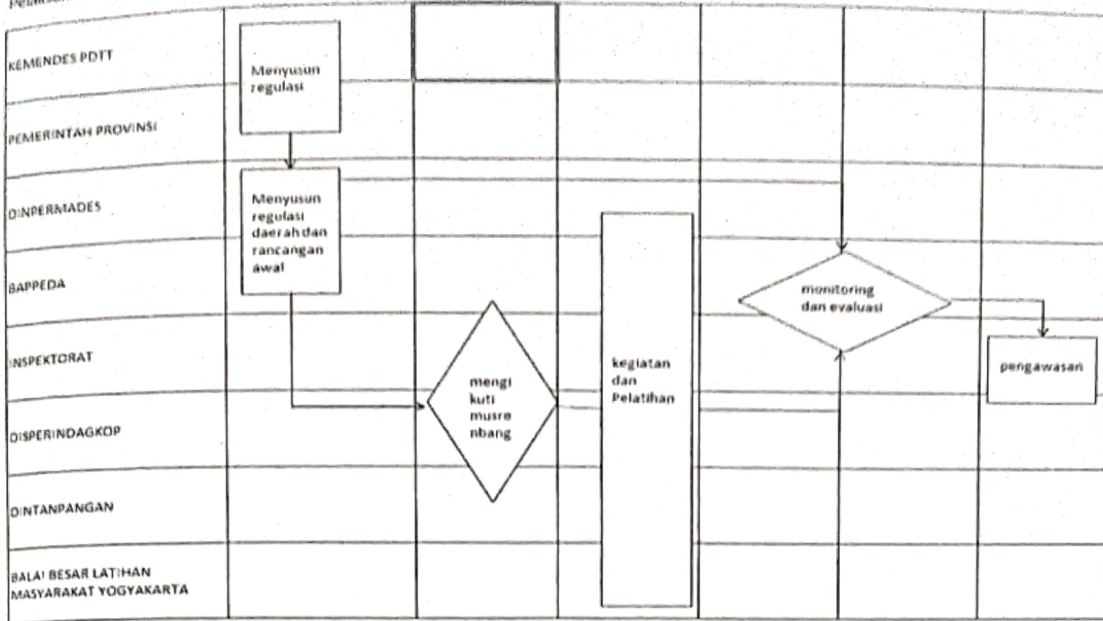 KEMENDES PDTT
Menyusun
regulasi
PEMERINTAH PROVINSI
DINPERMADES
Menyusun
regulasi
daerah dan
rancangan
awal
BAPPEDA
monitoring
dan evaluasi
INSPEKTORAT
mengi
kuti
musre
nbang
kegiatan
dan
Pelatihan
pengawasan
DISPERINDAGKOP
DINTANPANGAN
BALAI BESAR LATIHAN
MASYARAKAT YOGYAKARTA